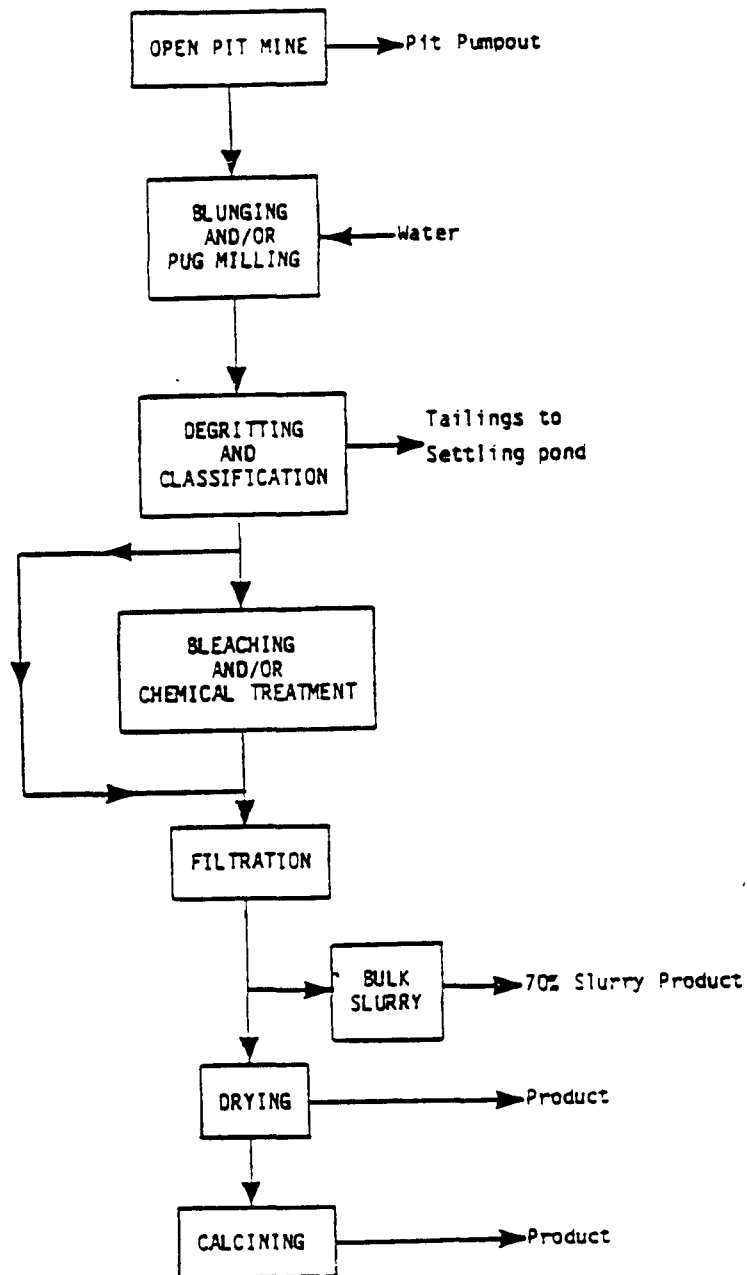 OPEN PIT MINE
Pit Pumpout
BLUNGING
AND/OR
PUG MILLING
Water
DEGRITTING
AND
CLASSIFICATION
Tailings to
Settling pond
BLEACHING
AND/OR
CHEMICAL TREATMENT
FILTRATION
BULK
SLURRY
70% Slurry Product
DRYING
Product
CALCINING
Product